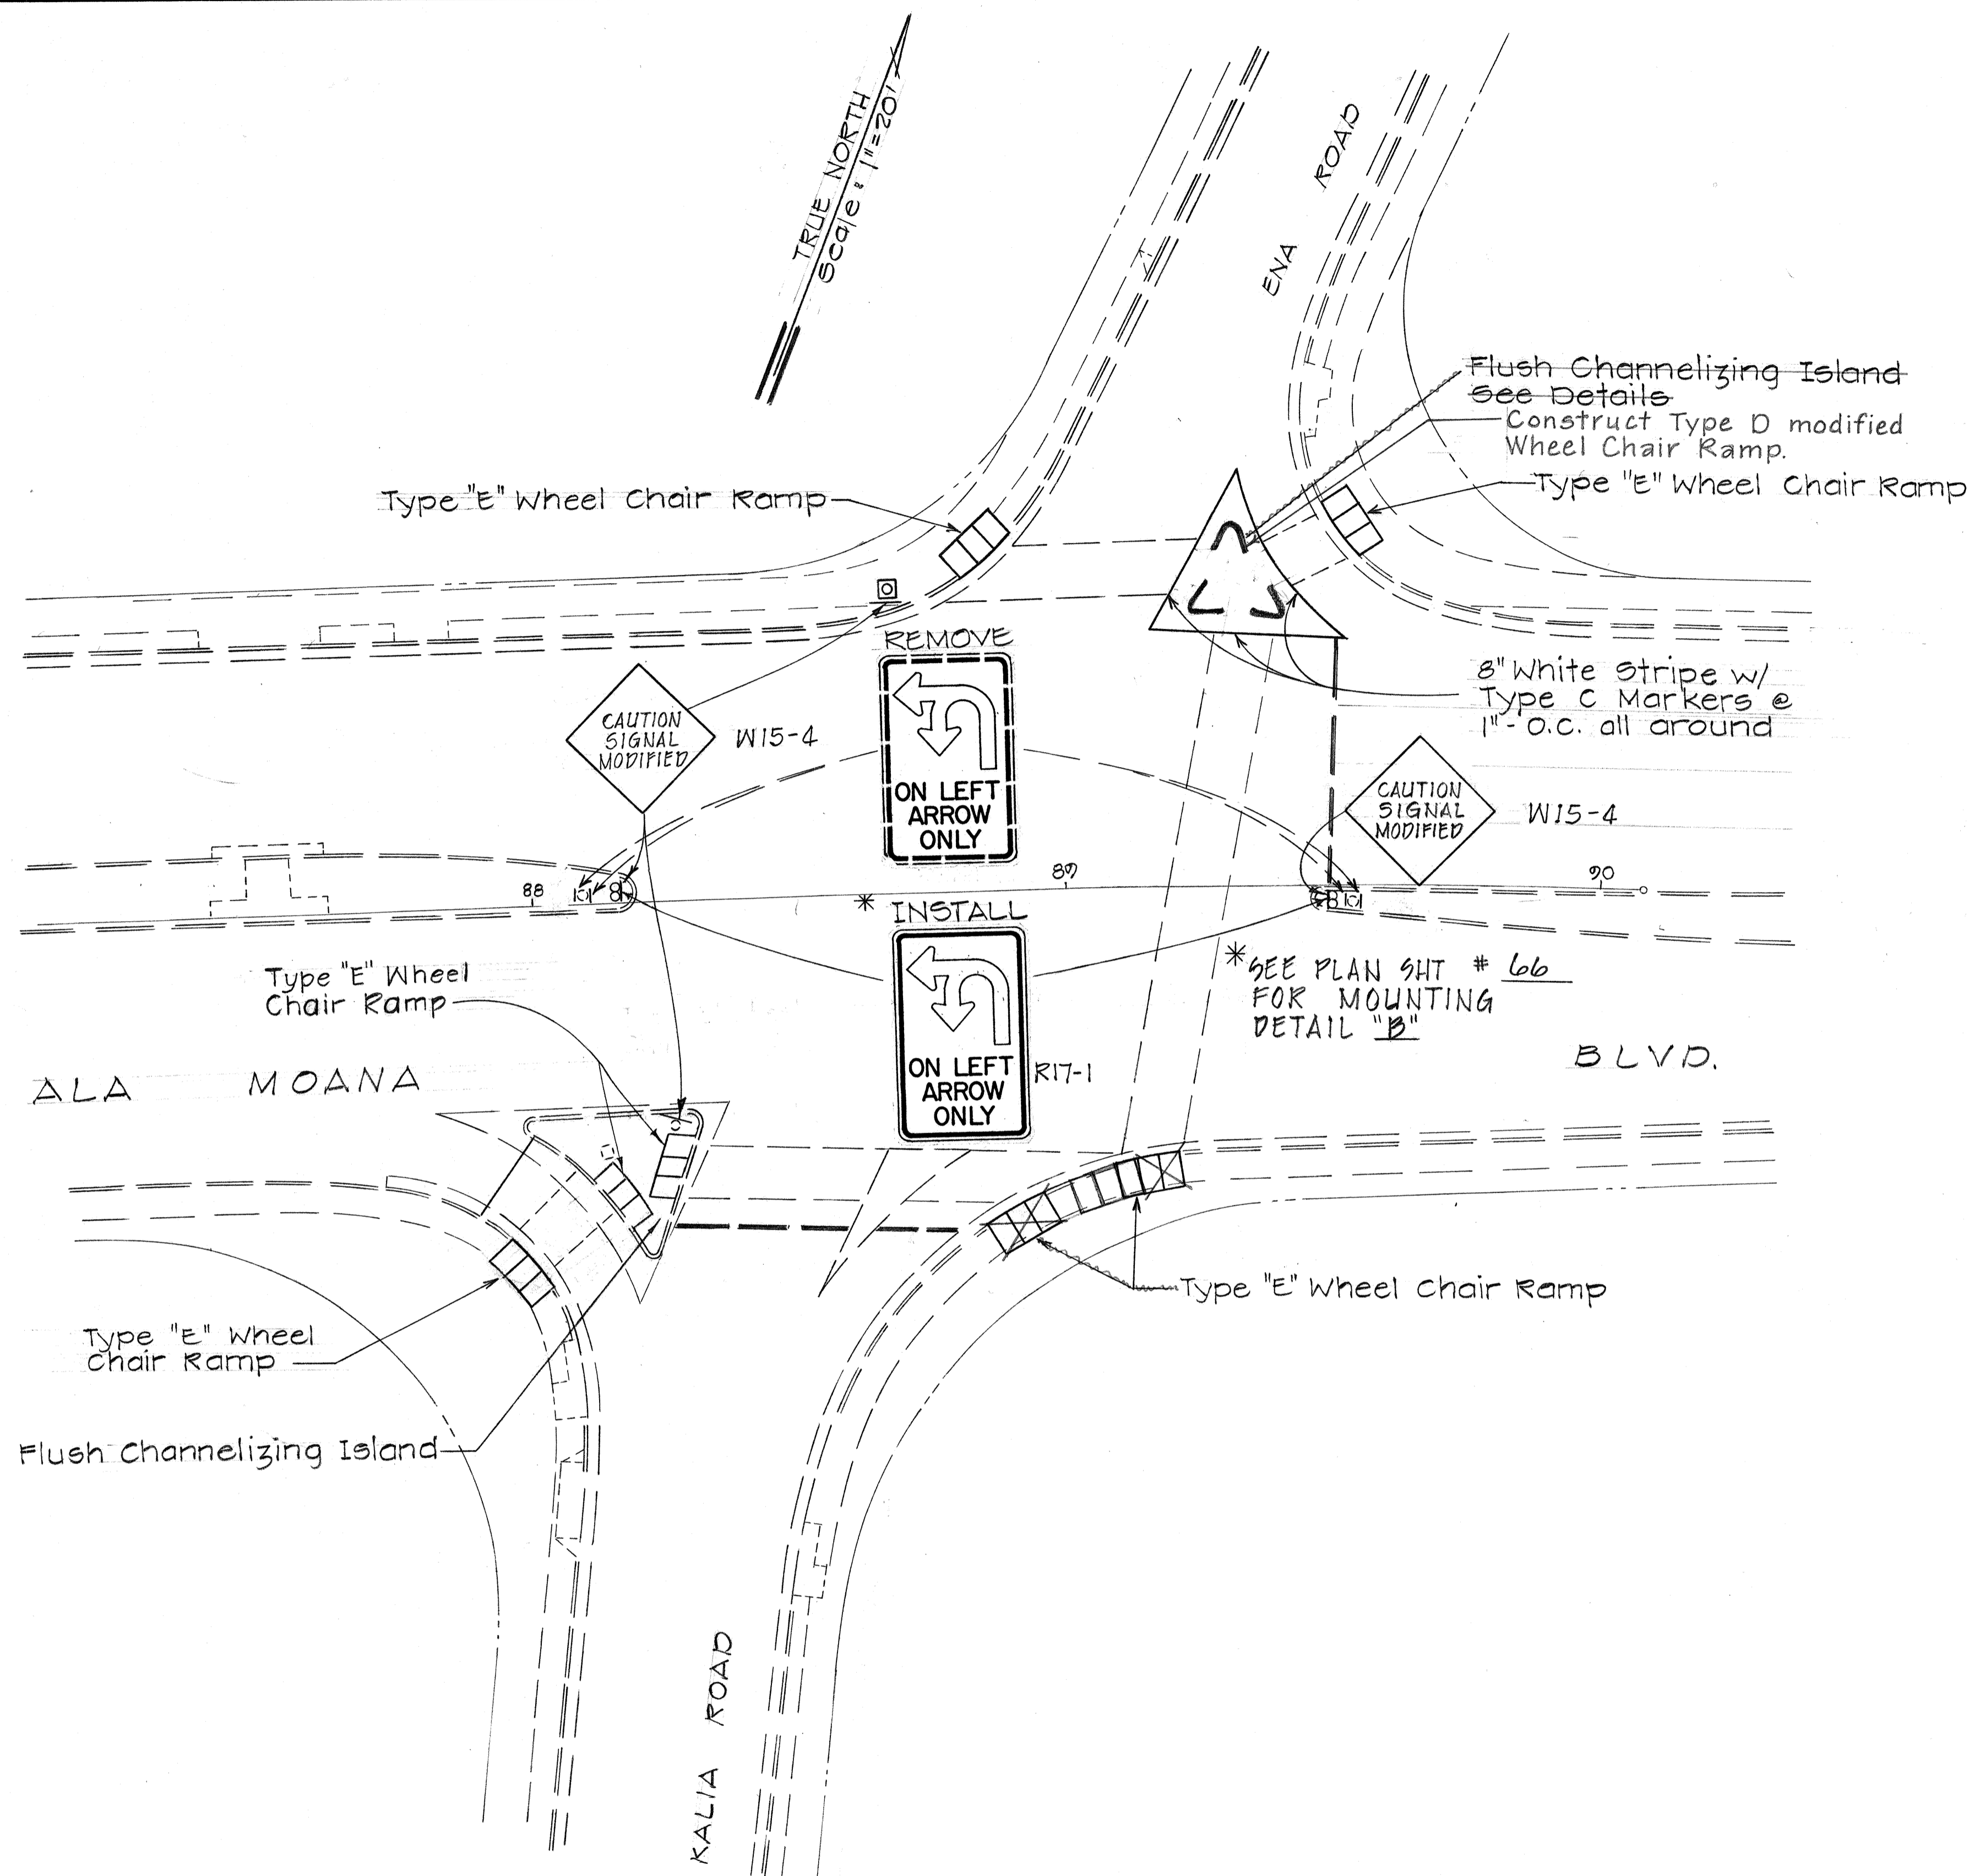 TRUE NORTH
Scale : 1"=20'
ENA ROAD
Flush Channelizing Island
See Details
Construct Type D modified
Wheel Chair Ramp.
Type "E" Wheel Chair Ramp
Type "E" Wheel Chair Ramp
REMOVE
ON LEFT
ARROW
ONLY
CAUTION
SIGNAL
MODIFIED
W15-4
8" White Stripe w/
Type C Markers @
1"-O.C. all around
CAUTION
SIGNAL
MODIFIED
W15-4
88
89
90
* INSTALL
ON LEFT
ARROW
ONLY
R17-1
*SEE PLAN SHT # 66
FOR MOUNTING
DETAIL "B"
Type "E" Wheel
Chair Ramp
ALA MOANA BLVD.
Type "E" Wheel Chair Ramp
Type "E" Wheel
Chair Ramp
Flush Channelizing Island
KALIA ROAD